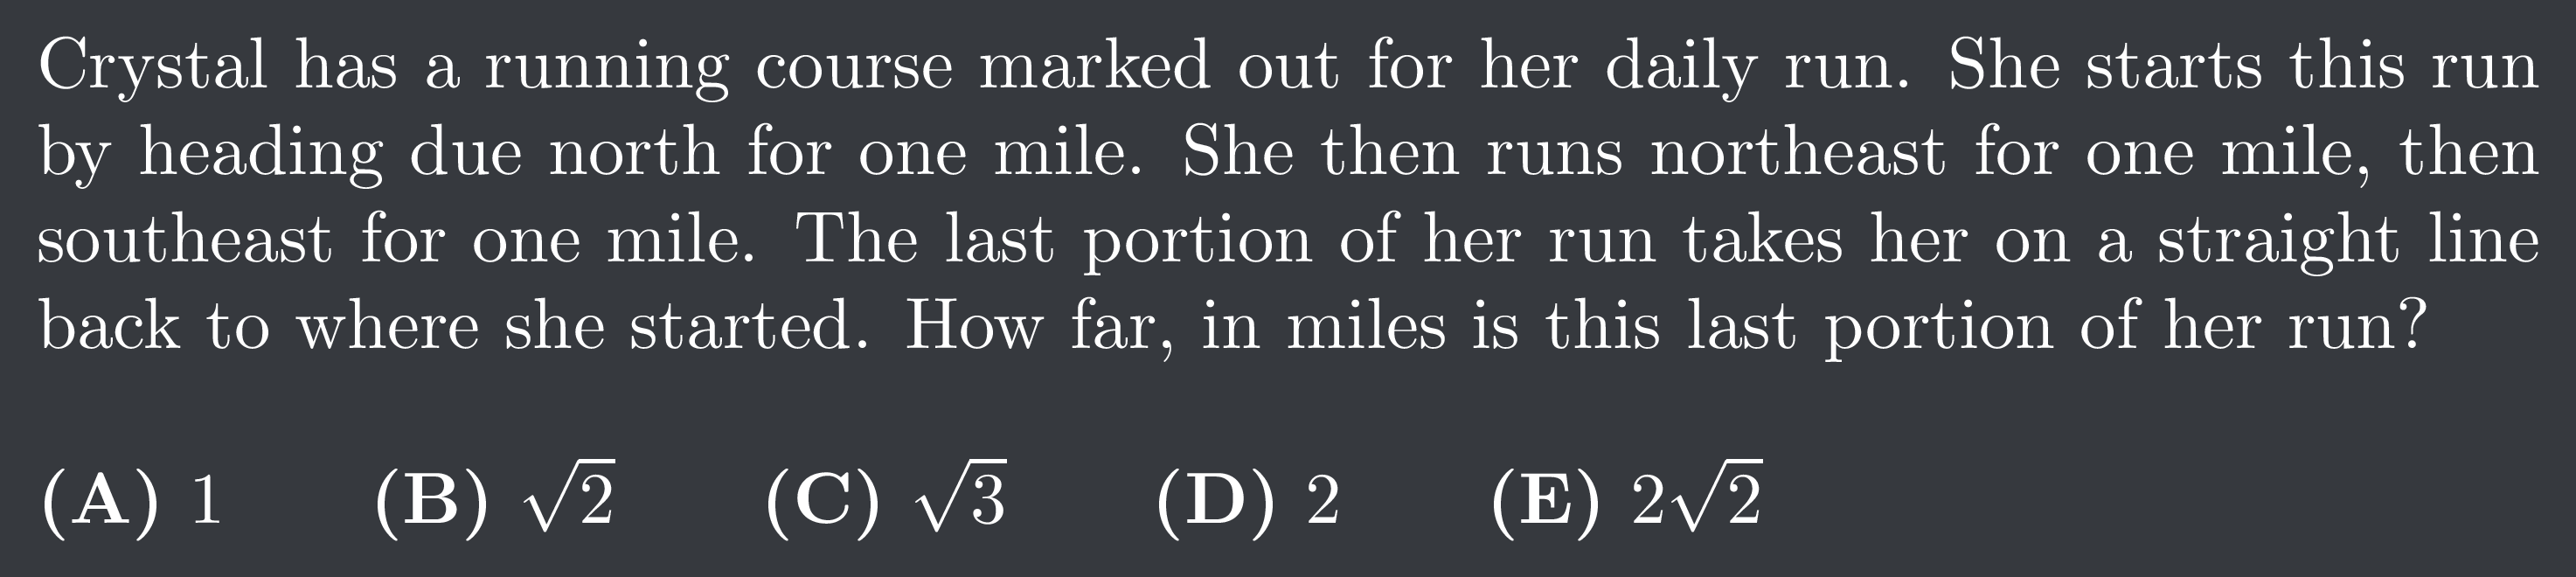 Crystal has a running course marked out for her daily run. She starts this run
by heading due north for one mile. She then runs northeast for one mile, then
southeast for one mile. The last portion of her run takes her on a straight line
back to where she started. How far, in miles is this last portion of her run?
(A) 1 (B) √2 (C) √3 (D) 2 (E) 2√2